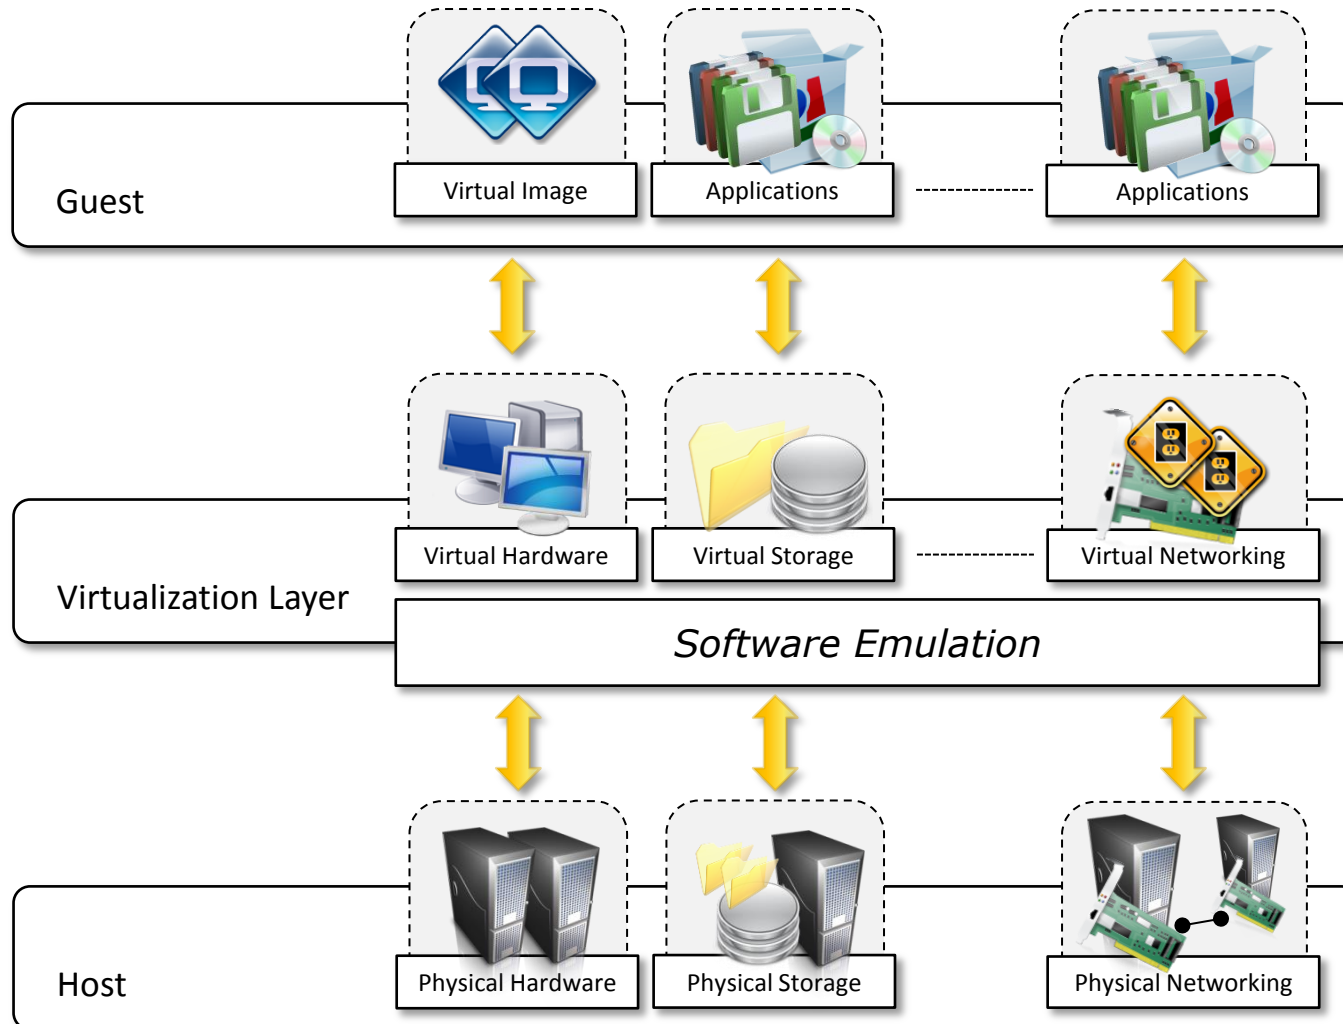 Guest
Virtual Image
Applications
Applications
Virtualization Layer
Virtual Hardware
Virtual Storage
Virtual Networking
Software Emulation
Host
Physical Hardware
Physical Storage
Physical Networking